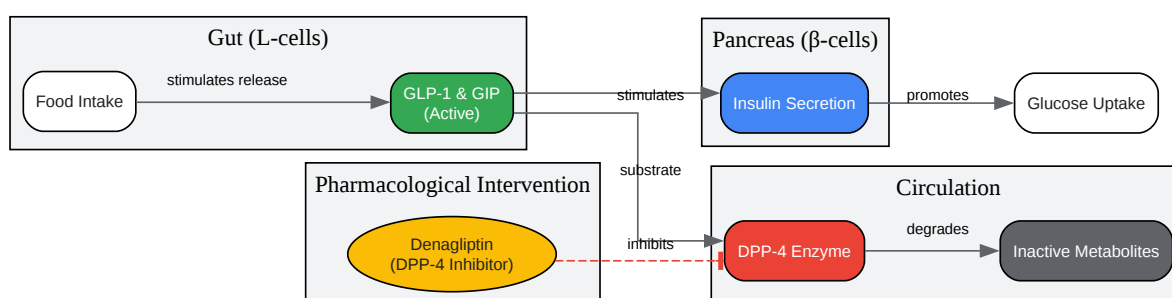 Gut (L-cells)
Pancreas (β-cells)
Food Intake
stimulates release
GLP-1 & GIP
(Active)
stimulates
Insulin Secretion
promotes
Glucose Uptake
substrate
Pharmacological Intervention
Circulation
Denagliptin
(DPP-4 Inhibitor)
inhibits
DPP-4 Enzyme
degrades
Inactive Metabolites